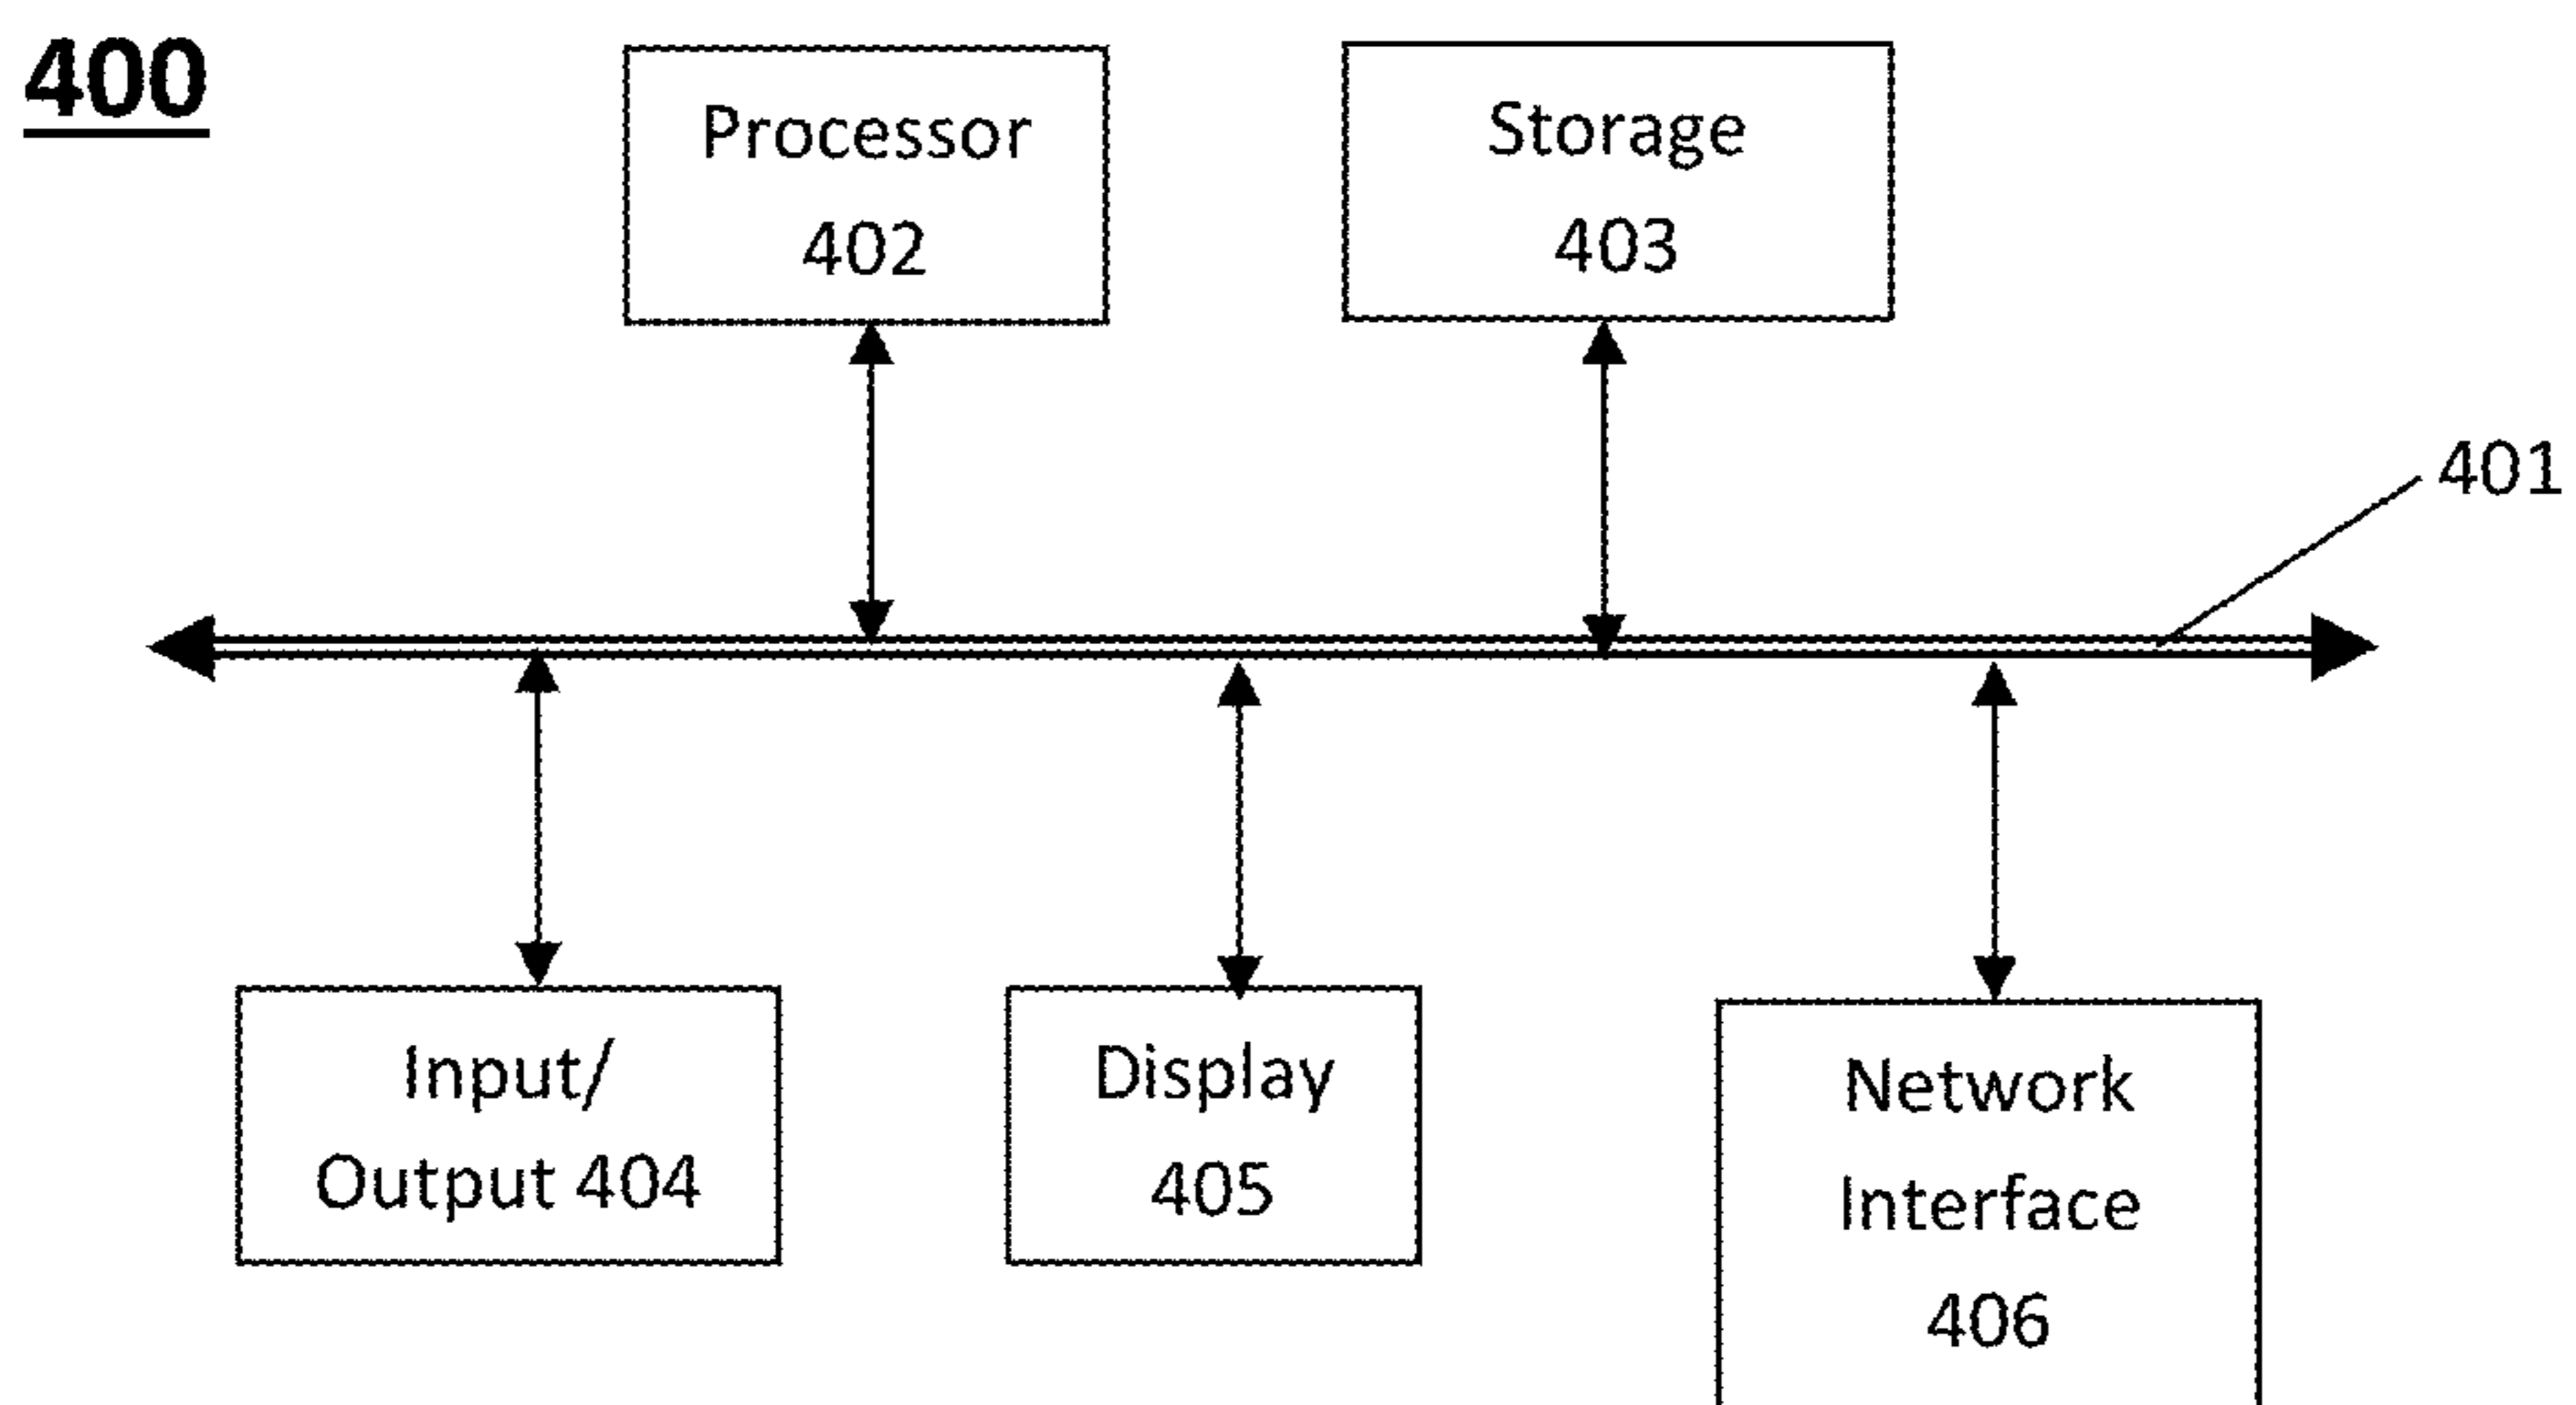 400
Processor
402
Storage
403
401
Input/
Output 404
Display
405
Network
Interface
406